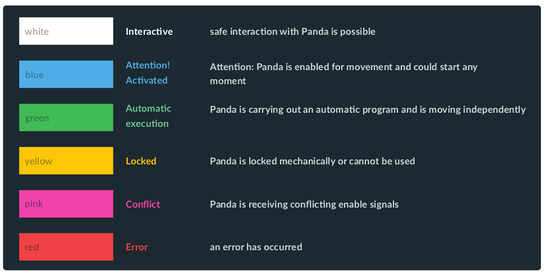 white Interactive safe interaction with Panda is possible
blue Attention! Attention: Panda is enabled for movement and could start any
Activated moment
green Automatic Panda is carrying out an automatic program and is moving independently
execution
yellow Locked Panda is locked mechanically or cannot be used
pink Conflict Panda is receiving conflicting enable signals
red Error an error has occurred